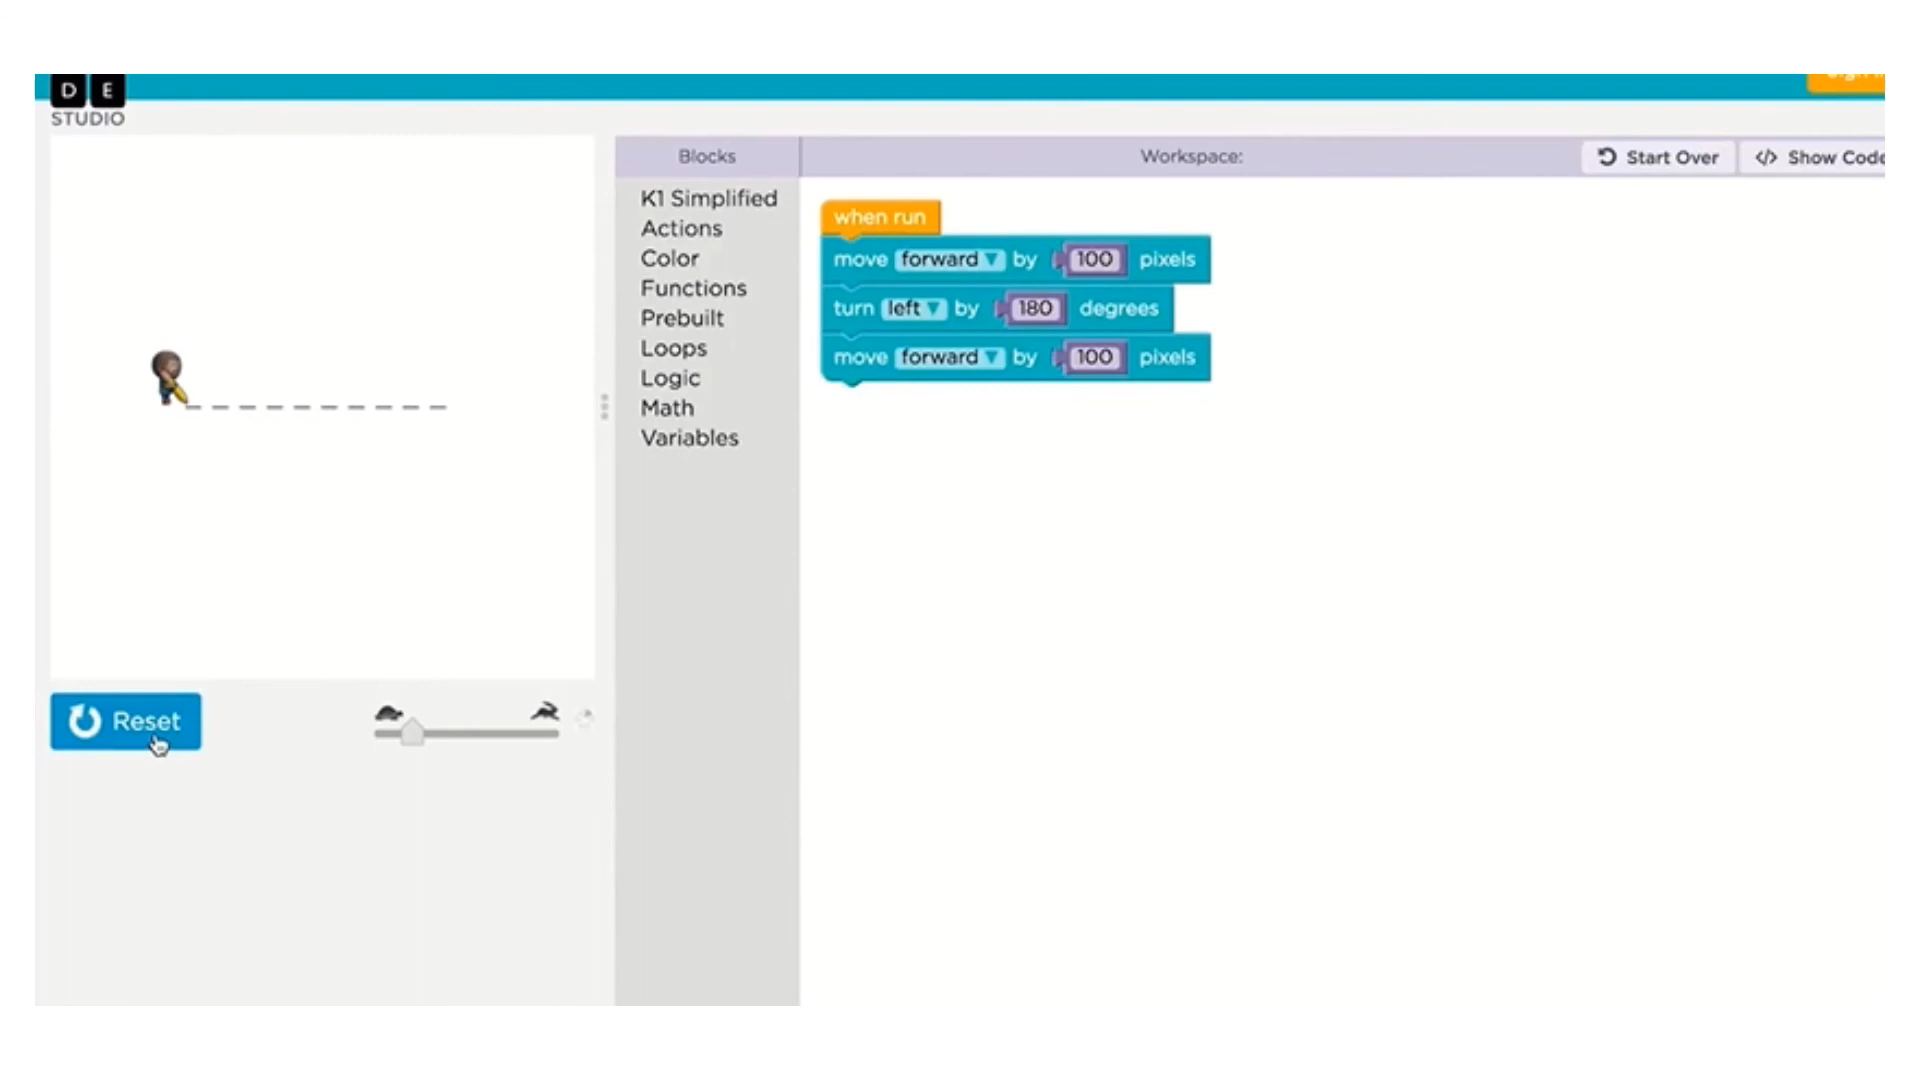 D E
STUDIO
Blocks
Workspace:
Start Over
</> Show Code
K1 Simplified
Actions
Color
Functions
Prebuilt
Loops
Logic
Math
Variables
when run
move forward by 100 pixels
turn left by 180 degrees
move forward by 100 pixels
Reset